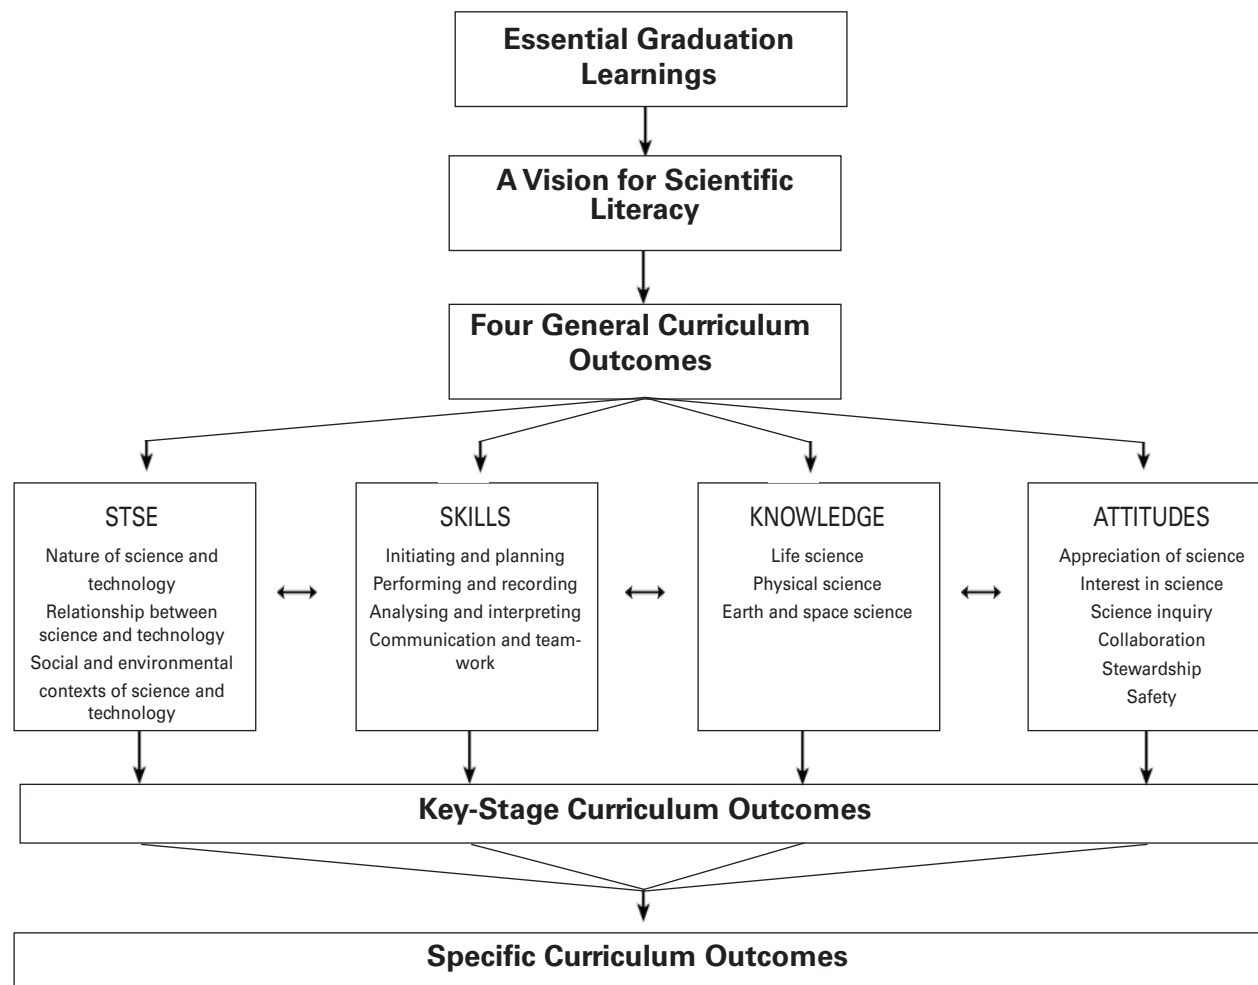 Essential Graduation
Learnings
A Vision for Scientific
Literacy
Four General Curriculum
Outcomes
STSE
Nature of science and
technology
Relationship between
science and technology
Social and environmental
contexts of science and
technology
SKILLS
Initiating and planning
Performing and recording
Analysing and interpreting
Communication and team-
work
KNOWLEDGE
Life science
Physical science
Earth and space science
ATTITUDES
Appreciation of science
Interest in science
Science inquiry
Collaboration
Stewardship
Safety
Key-Stage Curriculum Outcomes
Specific Curriculum Outcomes